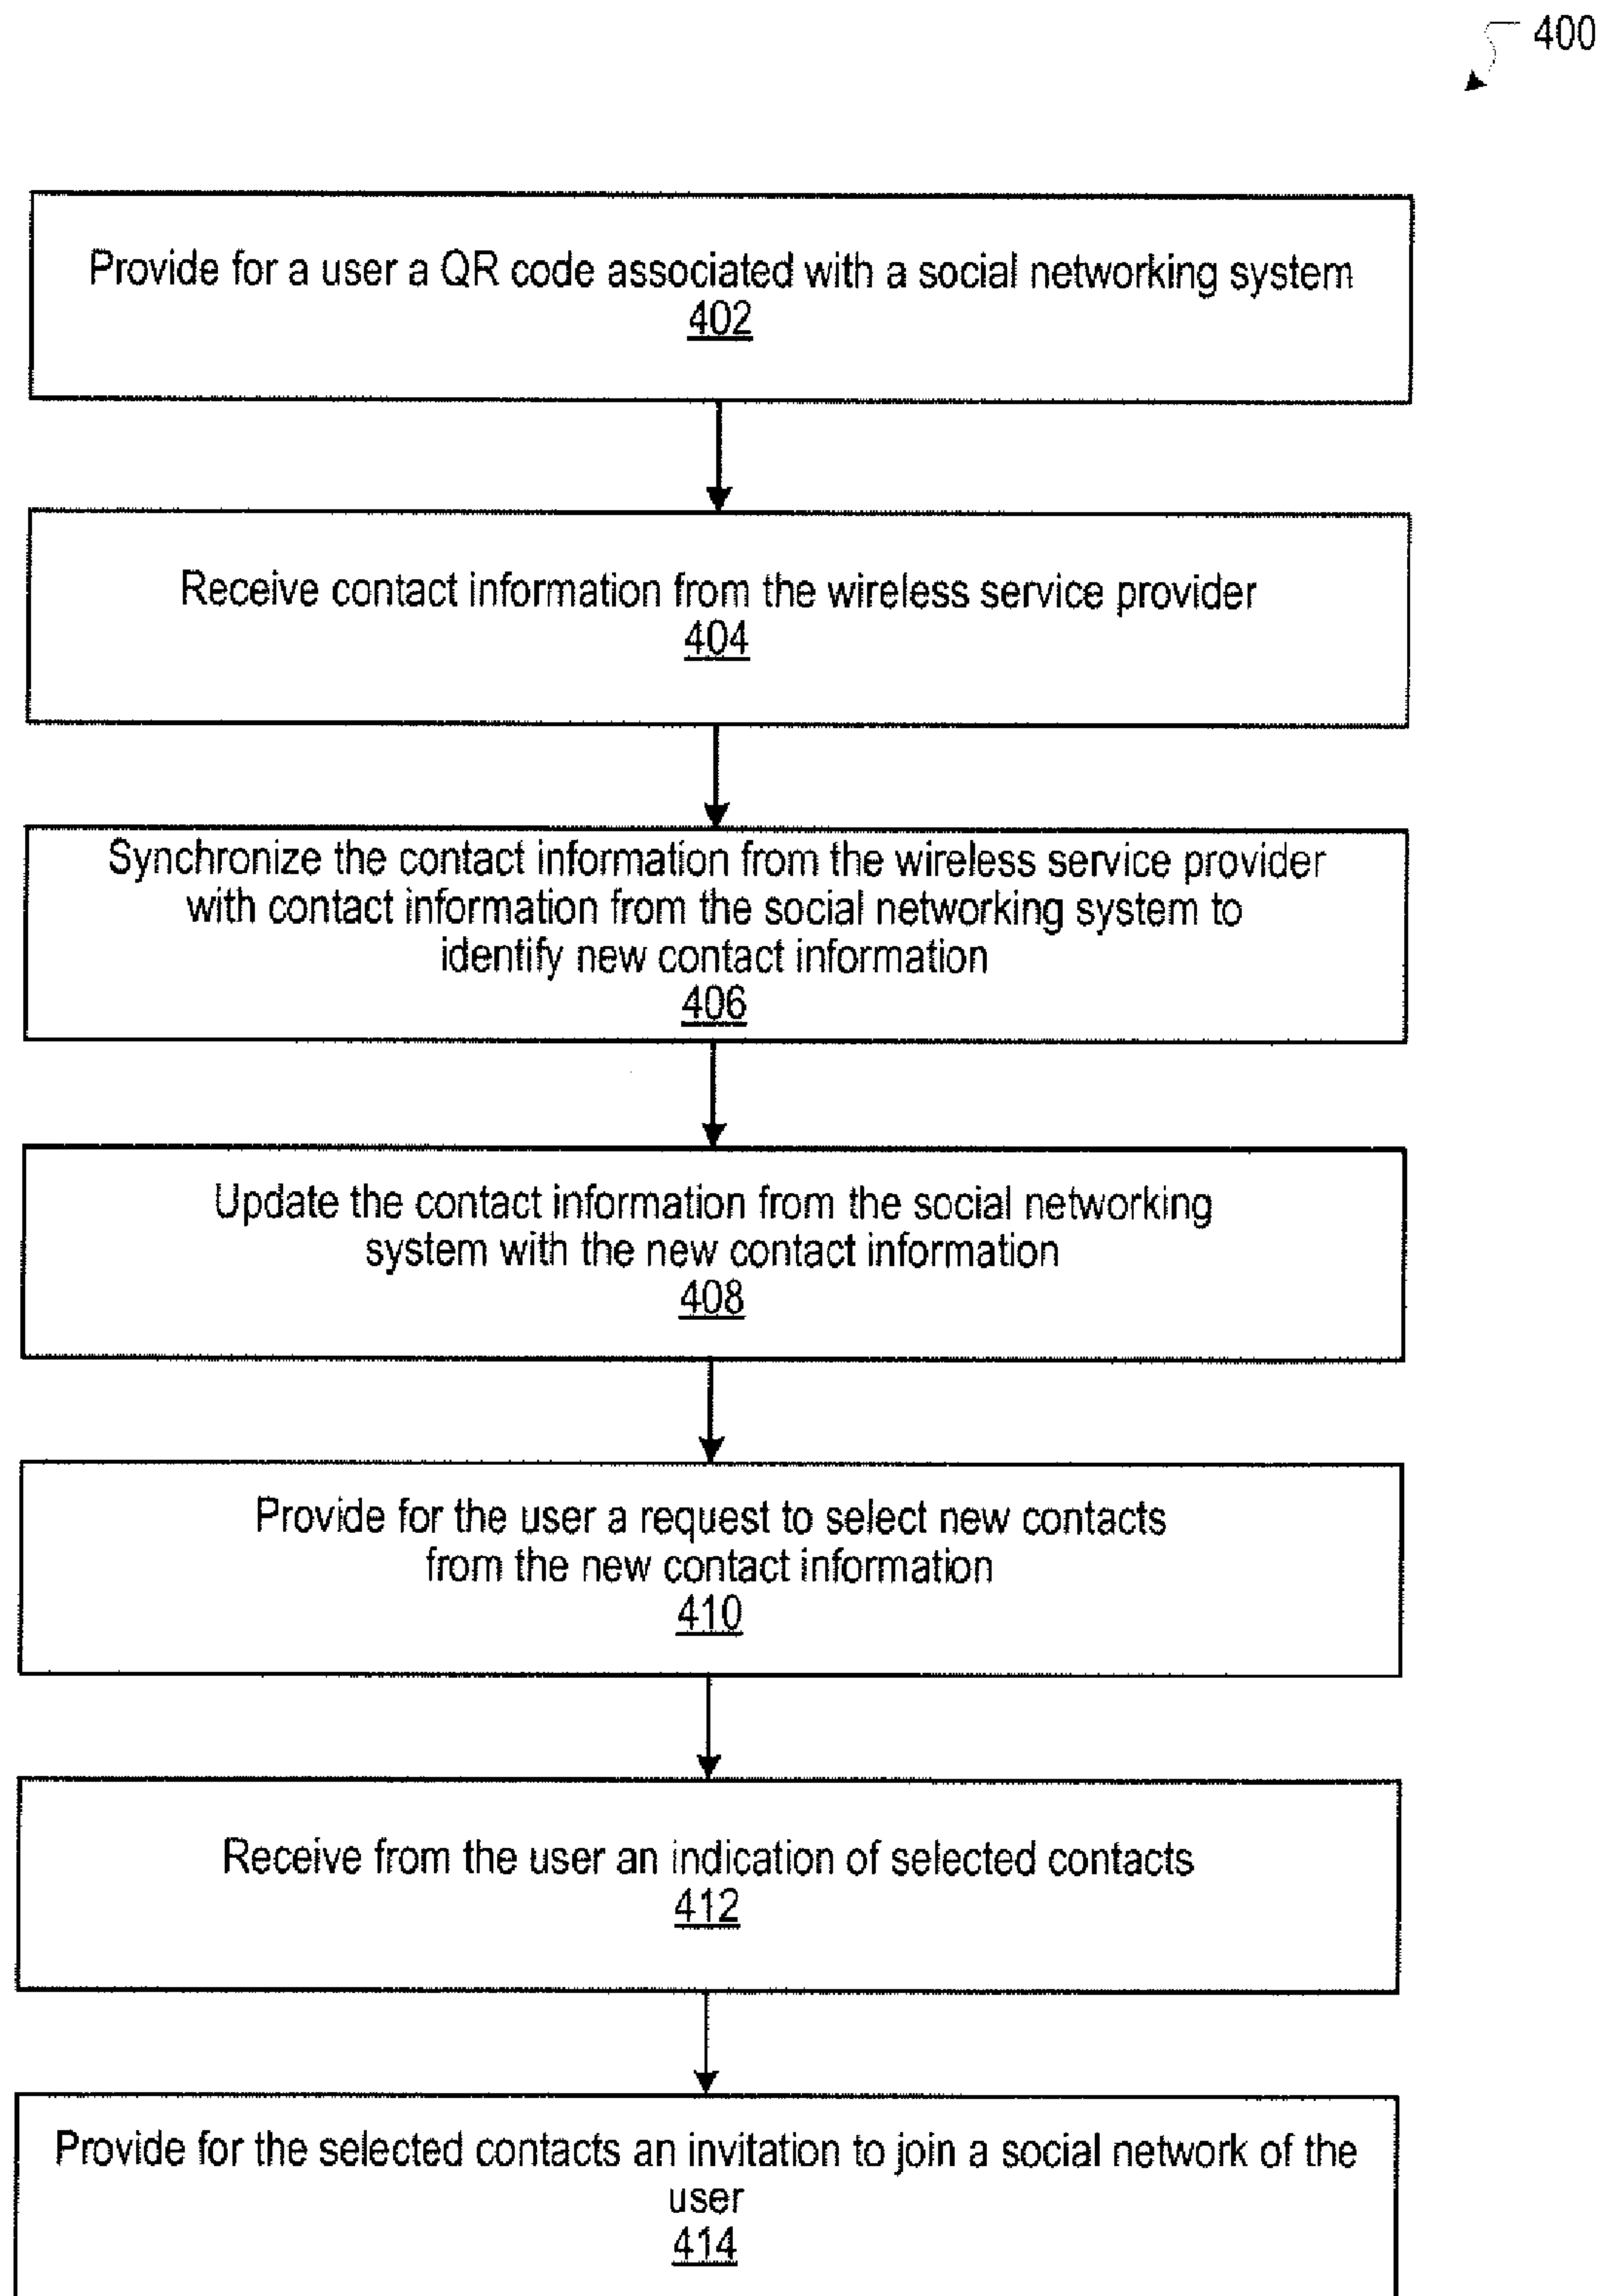 400
Provide for a user a QR code associated with a social networking system
402
Receive contact information from the wireless service provider
404
Synchronize the contact information from the wireless service provider
with contact information from the social networking system to
identify new contact information
406
Update the contact information from the social networking
system with the new contact information
408
Provide for the user a request to select new contacts
from the new contact information
410
Receive from the user an indication of selected contacts
412
Provide for the selected contacts an invitation to join a social network of the
user
414